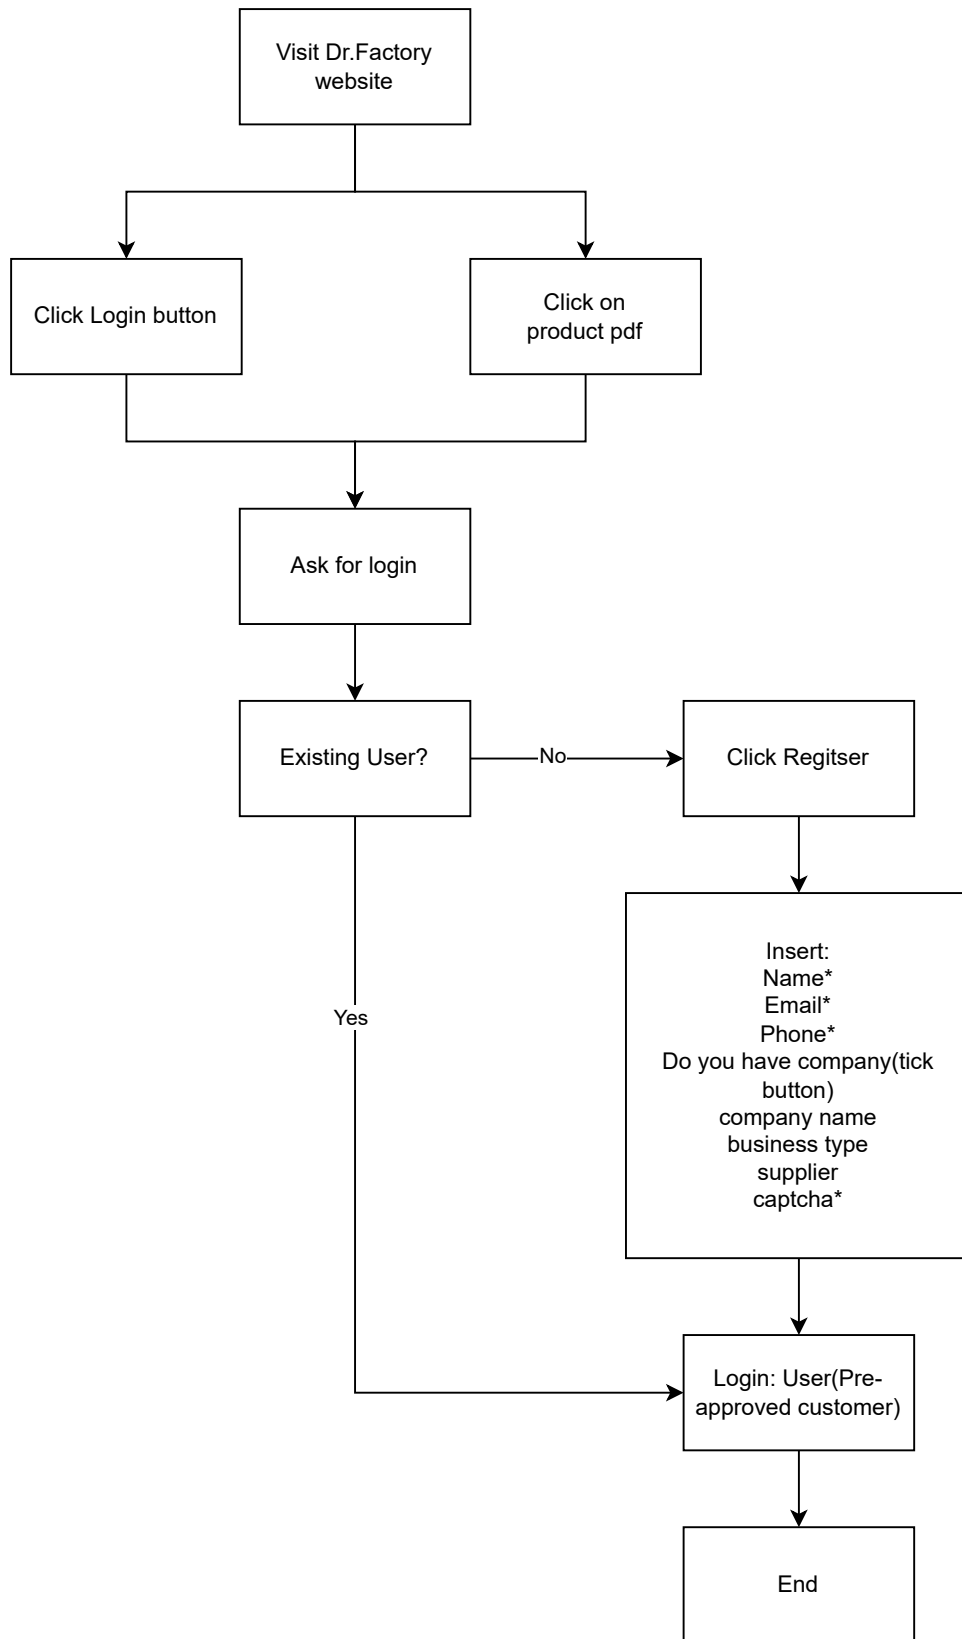 Visit Dr.Factory
website
Click Login button
Click on
product pdf
Ask for login
Existing User?
No
Click Regitser
Insert:
Name*
Email*
Phone*
Do you have company(tick
button)
company name
business type
supplier
captcha*
Yes
Login: User(Pre-
approved customer)
End